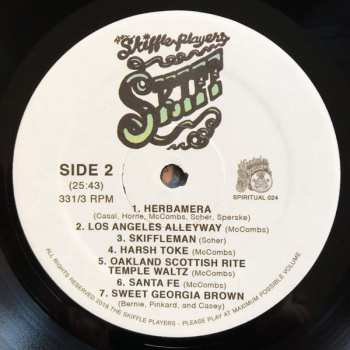 The Skiffle Players
SKIFF
SIDE 2
(25:43)
331/3 RPM
SPIRITUAL 024
1. HERBAMERA
(Casal, Horne, McCombs, Scher, Sperske)
2. LOS ANGELES ALLEYWAY (McCombs)
3. SKIFFLEMAN (Scher)
4. HARSH TOKE (McCombs)
5. OAKLAND SCOTTISH RITE
TEMPLE WALTZ (McCombs)
6. SANTA FE (McCombs)
7. SWEET GEORGIA BROWN
(Bernie, Pinkard, and Casey)
ALL RIGHTS RESERVED 2018 THE SKIFFLE PLAYERS - PLEASE PLAY AT MAXIMUM POSSIBLE VOLUME